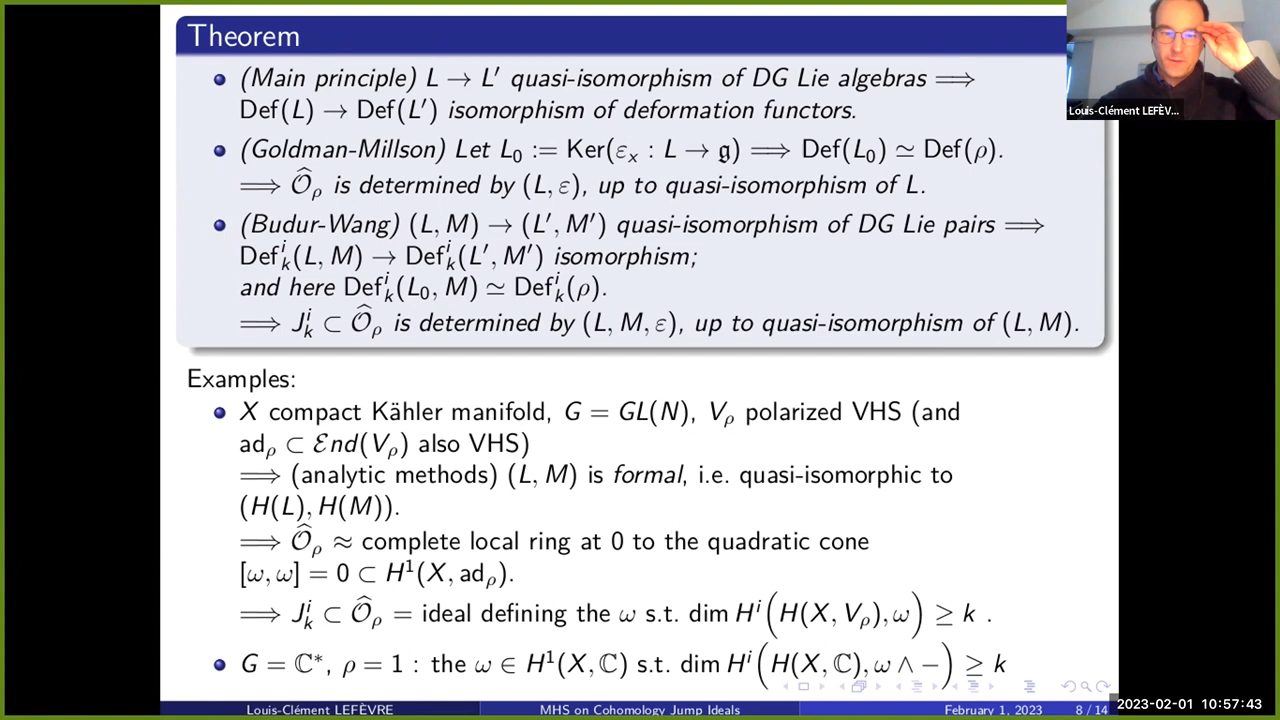 Theorem
(Main principle) L → L′ quasi-isomorphism of DG Lie algebras ⟹
Def(L) → Def(L′) isomorphism of deformation functors.
(Goldman-Millson) Let L₀ := Ker(εₓ : L → 𝔤) ⟹ Def(L₀) ≃ Def(ρ).
⟹ Ô_ρ is determined by (L, ε), up to quasi-isomorphism of L.
(Budur-Wang) (L, M) → (L′, M′) quasi-isomorphism of DG Lie pairs ⟹
Def^i_k(L, M) → Def^i_k(L′, M′) isomorphism;
and here Def^i_k(L₀, M) ≃ Def^i_k(ρ).
⟹ J^i_k ⊂ Ô_ρ is determined by (L, M, ε), up to quasi-isomorphism of (L, M).
Examples:
X compact Kähler manifold, G = GL(N), V_ρ polarized VHS (and
ad_ρ ⊂ End(V_ρ) also VHS)
⟹ (analytic methods) (L, M) is formal, i.e. quasi-isomorphic to
(H(L), H(M)).
⟹ Ô_ρ ≈ complete local ring at 0 to the quadratic cone
[ω, ω] = 0 ⊂ H¹(X, ad_ρ).
⟹ J^i_k ⊂ Ô_ρ = ideal defining the ω s.t. dim H^i(H(X, V_ρ), ω) ≥ k .
G = ℂ*, ρ = 1 : the ω ∈ H¹(X, ℂ) s.t. dim H^i(H(X, ℂ), ω ∧ −) ≥ k
Louis-Clément LEFÈVRE MHS on Cohomology Jump Ideals February 1, 2023 8 / 14
Louis-Clément LEFÈV...
2023-02-01 10:57:43